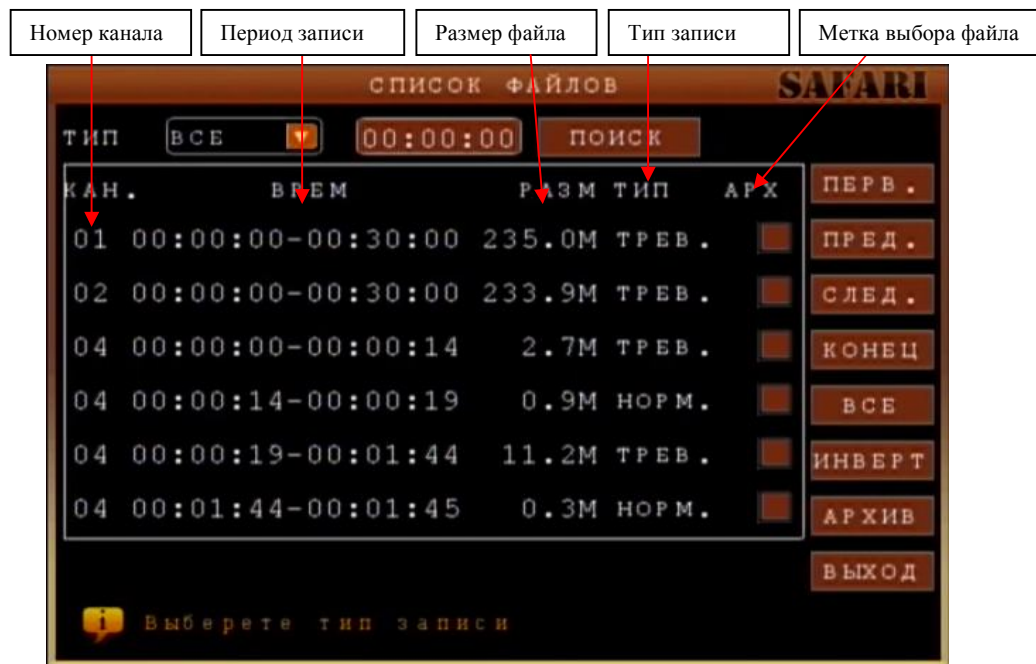 Номер канала Период записи Размер файла Тип записи Метка выбора файла
СПИСОК ФАЙЛОВ SAFARI
ТИП ВСЕ 00:00:00 ПОИСК
КАН. ВРЕМ РАЗМ ТИП АРХ ПЕРВ.
01 00:00:00-00:30:00 235.0M ТРЕВ. ПРЕД.
02 00:00:00-00:30:00 233.9M ТРЕВ. СЛЕД.
04 00:00:00-00:00:14 2.7M ТРЕВ. КОНЕЦ
04 00:00:14-00:00:19 0.9M НОРМ. ВСЕ
04 00:00:19-00:01:44 11.2M ТРЕВ. ИНВЕРТ
04 00:01:44-00:01:45 0.3M НОРМ. АРХИВ
ВЫХОД
i Выберете тип записи